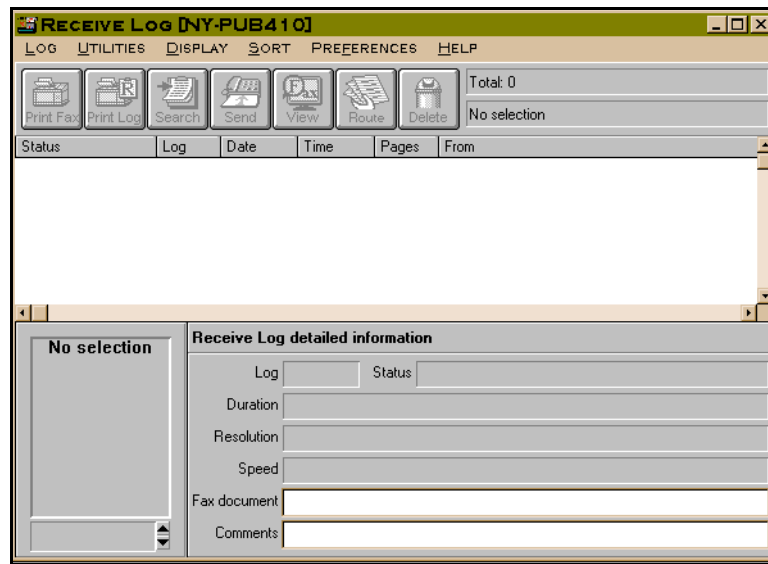 RECEIVE LOG [NY-PUB410]
LOG UTILITIES DISPLAY SORT PREFERENCES HELP
Total: 0
Fax
Print Fax Print Log Search Send View Route Delete
No selection
Status Log Date Time Pages From
No selection
Receive Log detailed information
Log Status
Duration
Resolution
Speed
Fax document
Comments